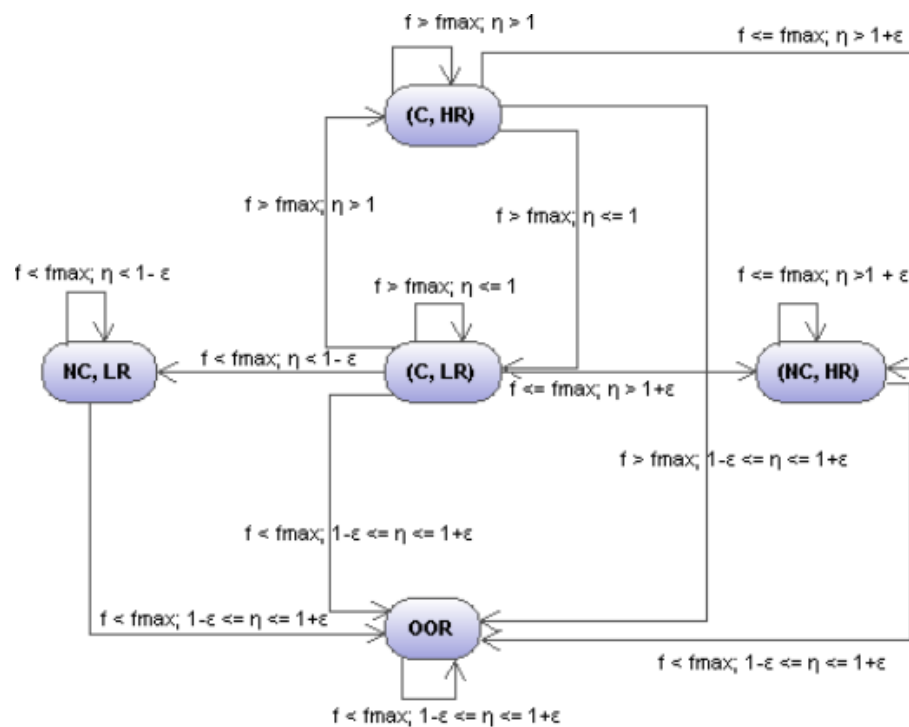 f > fmax; η > 1
f <= fmax; η > 1+ε
(C, HR)
f > fmax; η > 1
f > fmax; η <= 1
f < fmax; η < 1- ε
f > fmax; η <= 1
f <= fmax; η >1 + ε
NC, LR
f < fmax; η < 1- ε
(C, LR)
f <= fmax; η > 1+ε
(NC, HR)
f > fmax; 1-ε <= η <= 1+ε
f < fmax; 1-ε <= η <= 1+ε
f < fmax; 1-ε <= η <= 1+ε
OOR
f < fmax; 1-ε <= η <= 1+ε
f < fmax; 1-ε <= η <= 1+ε